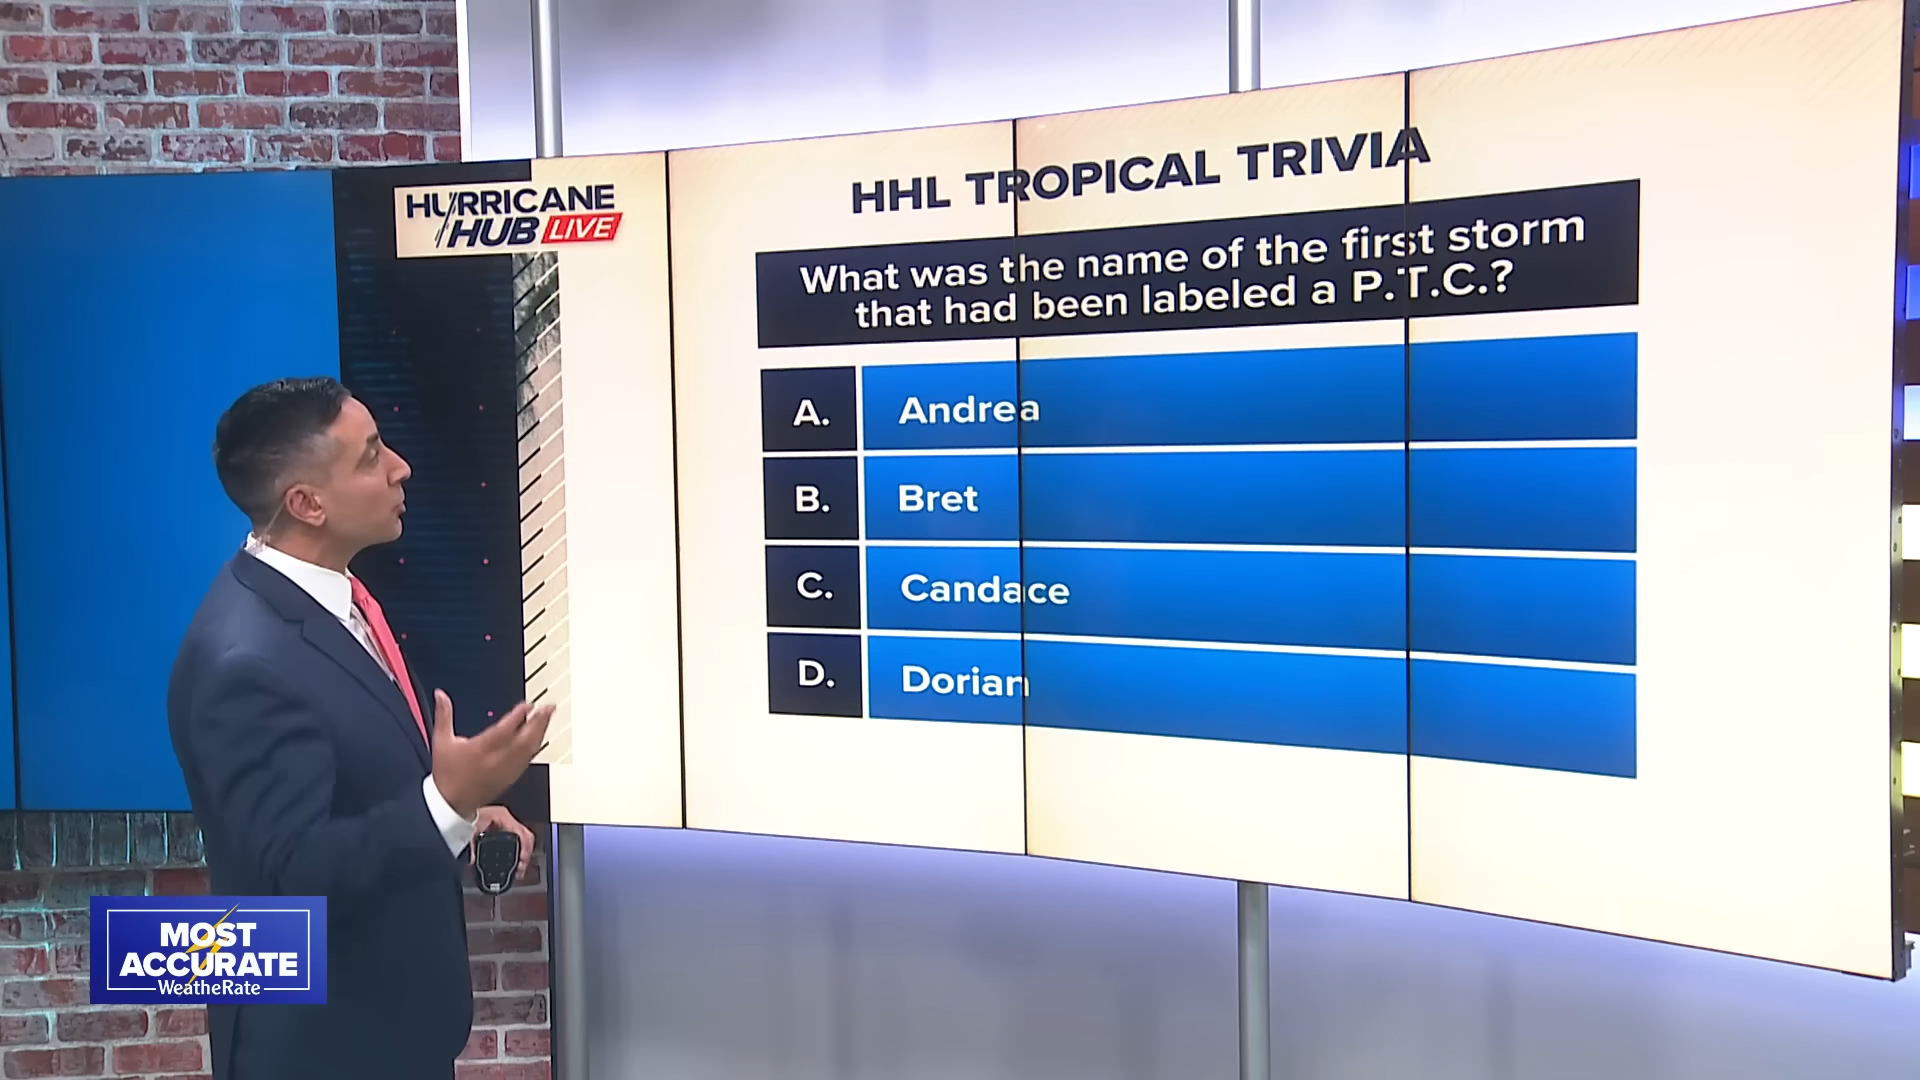 HURRICANE
HUB LIVE
HHL TROPICAL TRIVIA
What was the name of the first storm
that had been labeled a P.T.C.?
A. Andrea
B. Bret
C. Candace
D. Dorian
MOST
ACCURATE
WeatheRate